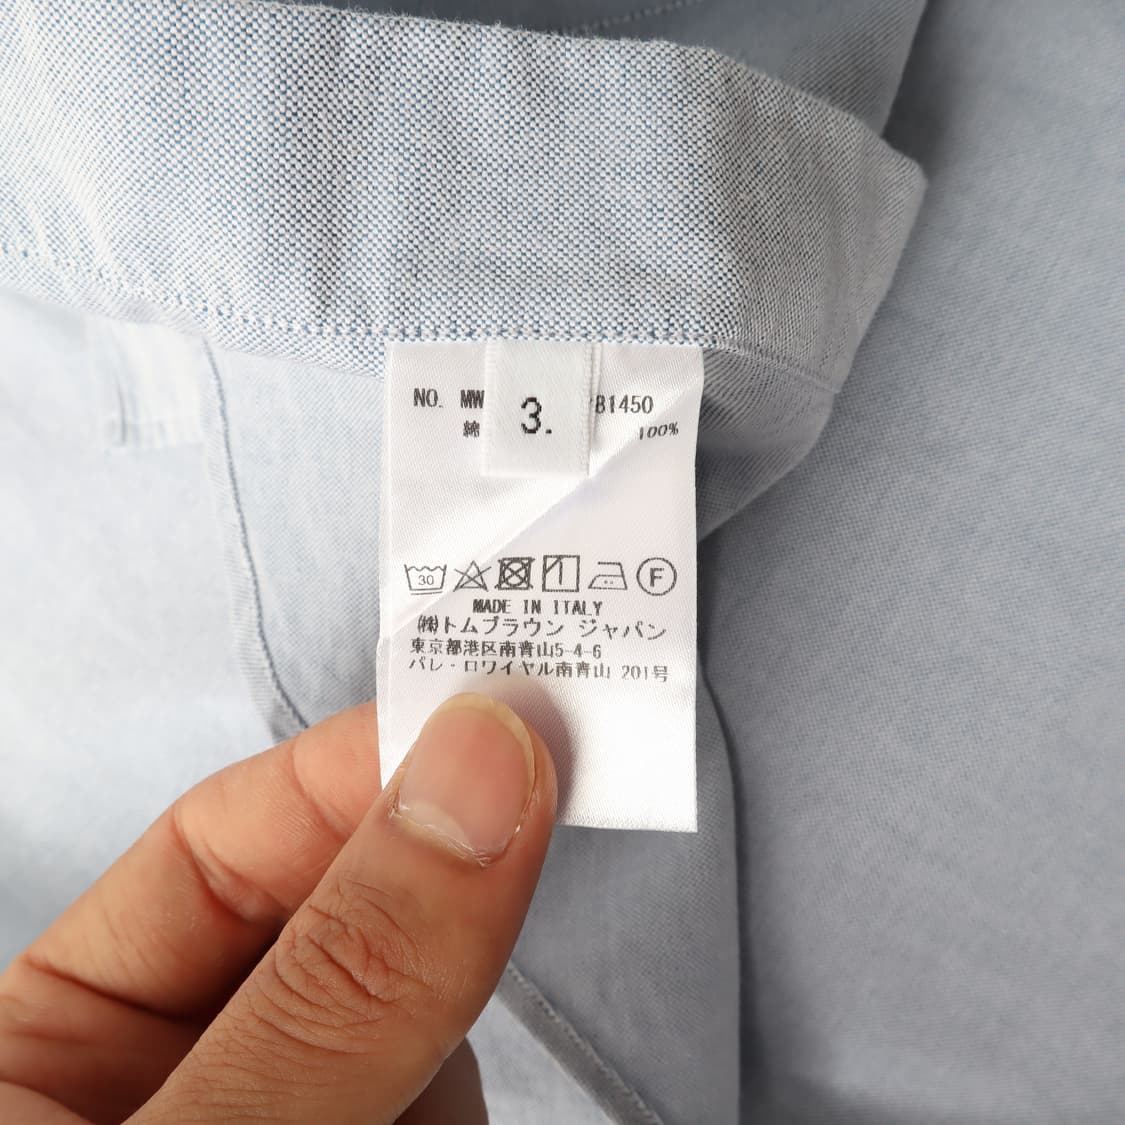 NO. MW 81450
3.
綿 100%
30 F
MADE IN ITALY
㈱トムブラウン ジャパン
東京都港区南青山5-4-6
パレ・ロワイヤル南青山 201号